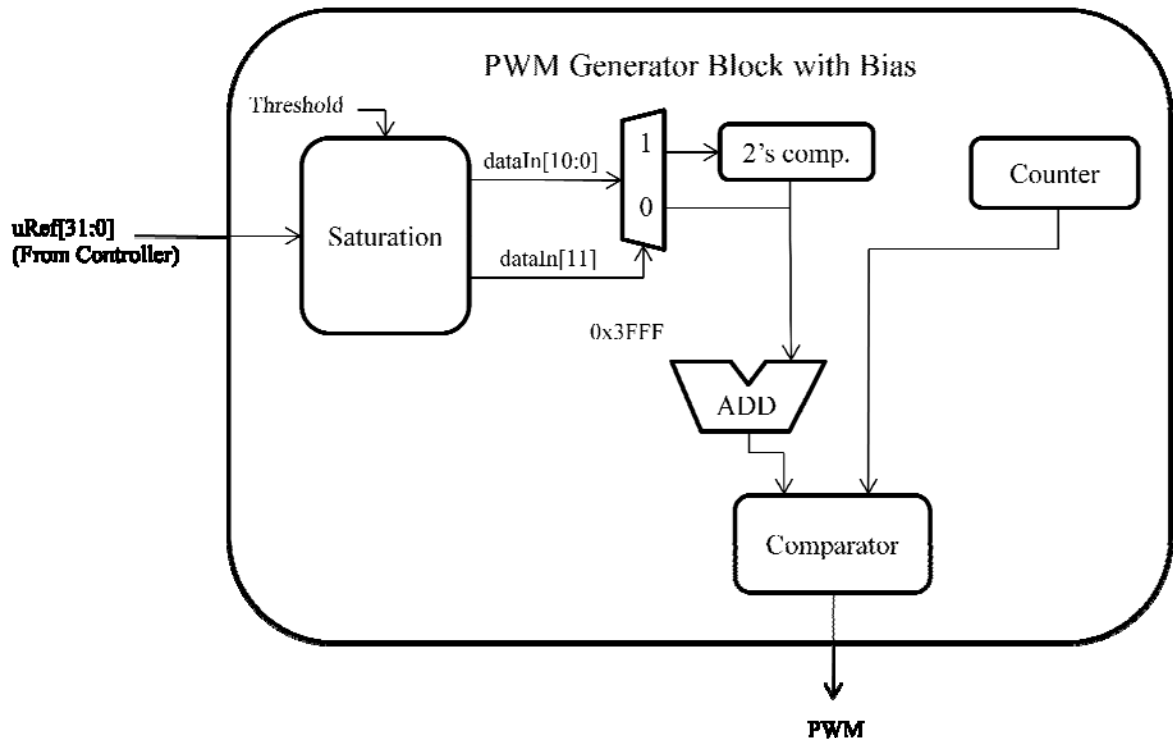 PWM Generator Block with Bias
Threshold
dataIn[10:0]
1
2's comp.
Counter
0
uRef[31:0]
(From Controller)
Saturation
dataIn[11]
0x3FFF
ADD
Comparator
PWM